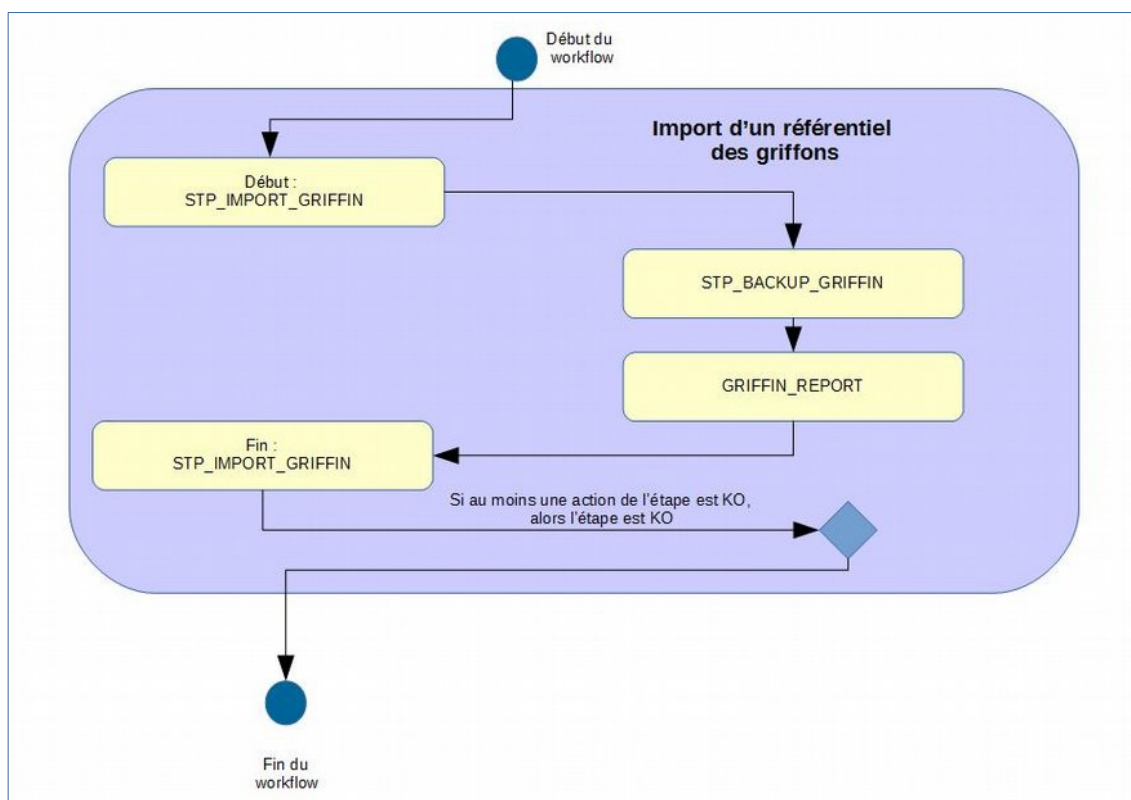 Début du
workflow
Import d'un référentiel
des griffons
Début :
STP_IMPORT_GRIFFIN
STP_BACKUP_GRIFFIN
GRIFFIN_REPORT
Fin :
STP_IMPORT_GRIFFIN
Si au moins une action de l'étape est KO,
alors l'étape est KO
Fin du
workflow